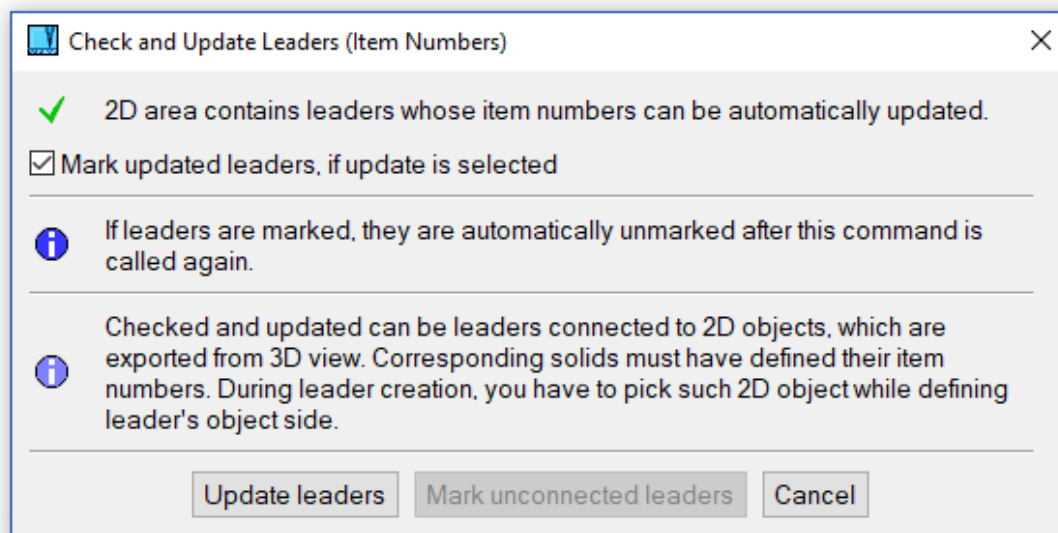 Check and Update Leaders (Item Numbers)
2D area contains leaders whose item numbers can be automatically updated.
Mark updated leaders, if update is selected
If leaders are marked, they are automatically unmarked after this command is
called again.
Checked and updated can be leaders connected to 2D objects, which are
exported from 3D view. Corresponding solids must have defined their item
numbers. During leader creation, you have to pick such 2D object while defining
leader's object side.
Update leaders Mark unconnected leaders Cancel